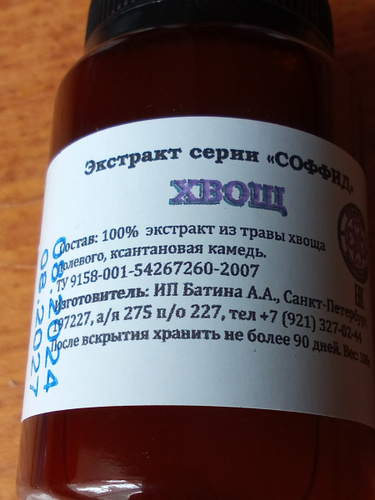 Экстракт серии «СОФФИД»
ХВОЩ
Состав: 100% экстракт из травы хвоща
полевого, ксантановая камедь.
ТУ 9158-001-54267260-2007
Изготовитель: ИП Батина А.А., Санкт-Петербург
197227, а/я 275 п/о 227, тел +7 (921) 327-02-44
После вскрытия хранить не более 90 дней. Вес:
08.2024
08.2027